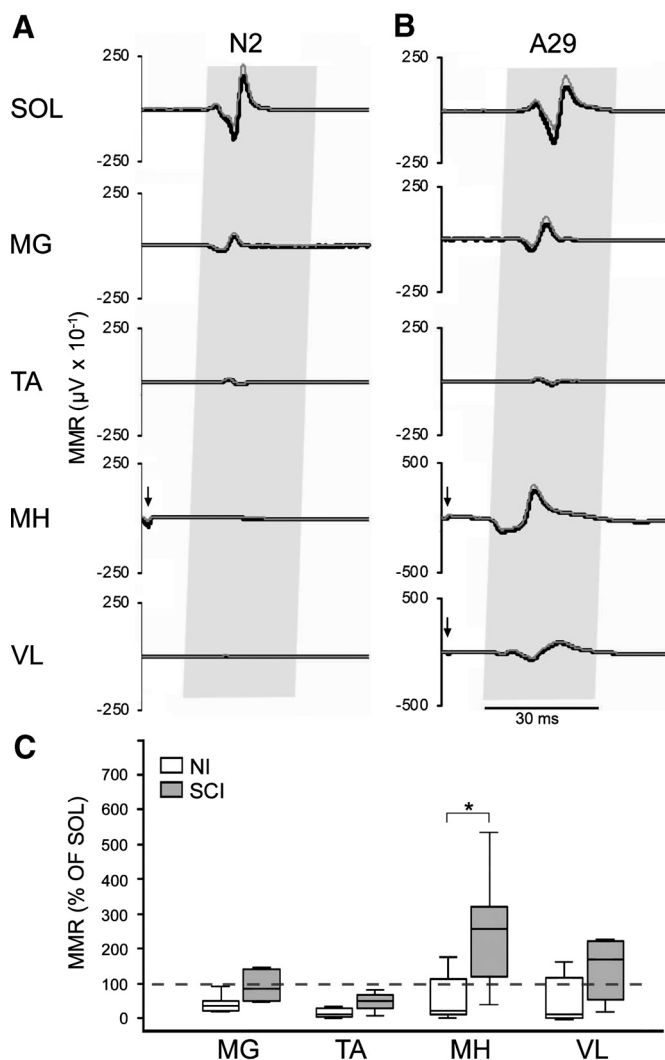 A
B
N2
A29
SOL
250
-250
250
-250
MG
250
-250
250
-250
TA
250
-250
250
-250
MH
250
-250
500
-500
VL
250
-250
500
-500
MMR (µV x 10⁻¹)
30 ms
C
NI
SCI
*
MMR (% OF SOL)
700
600
500
400
300
200
100
0
MG TA MH VL